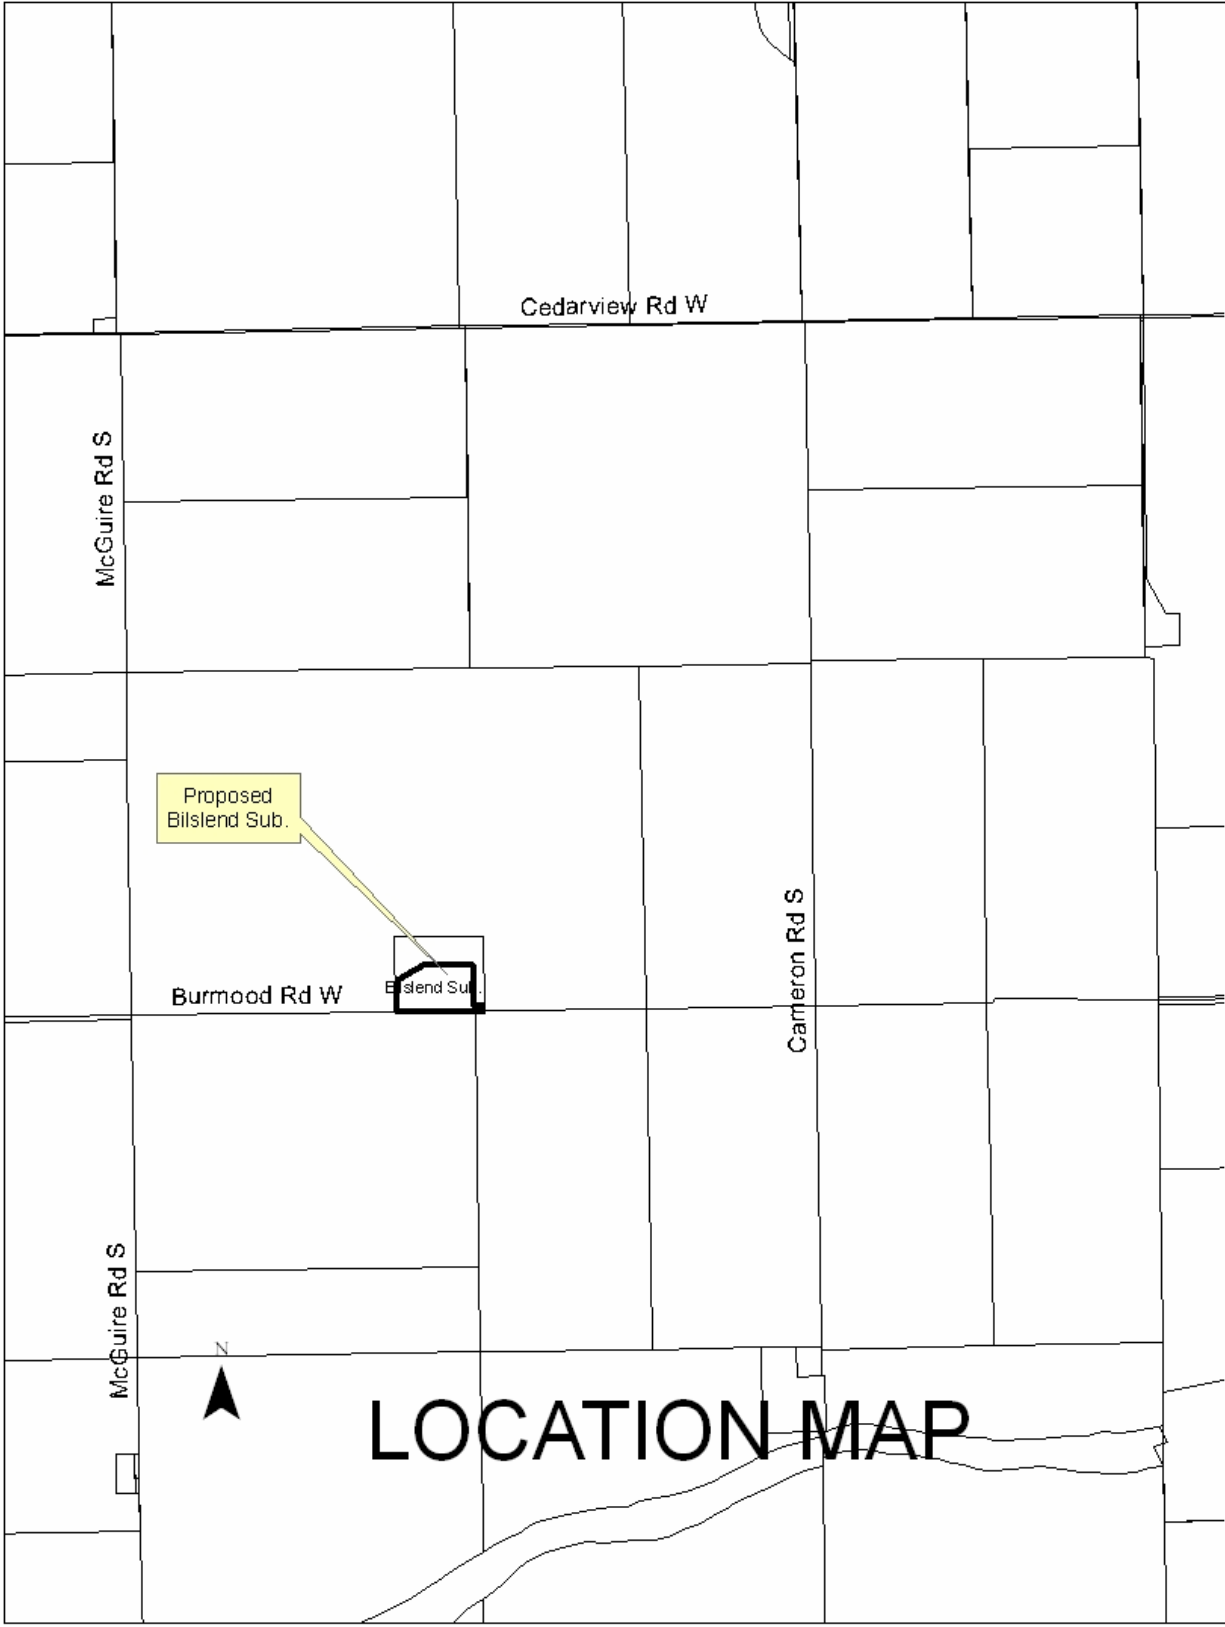 Cedarview Rd W
McGuire Rd S
Proposed
Bilslend Sub.
Cameron Rd S
Bilslend Sub.
Burmood Rd W
McGuire Rd S
N
LOCATION MAP